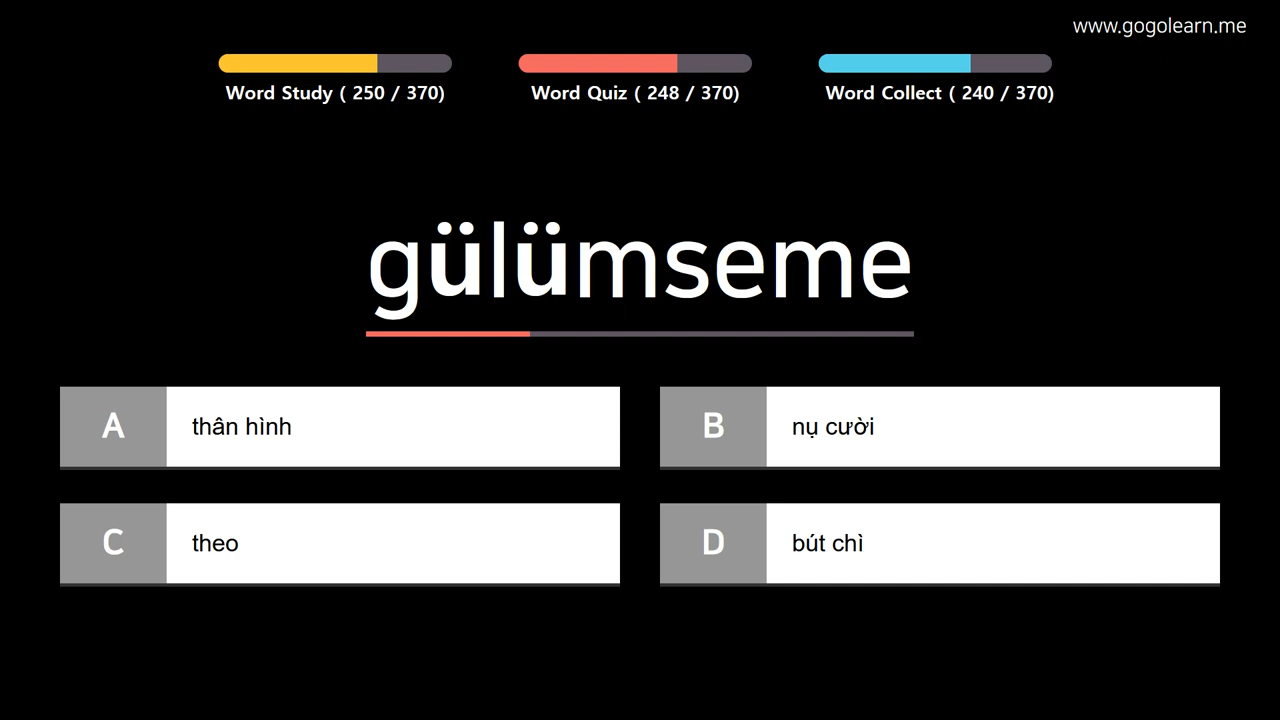 www.gogolearn.me
Word Study ( 250 / 370)
Word Quiz ( 248 / 370)
Word Collect ( 240 / 370)
gülümseme
A thân hình
B nụ cười
C theo
D bút chì